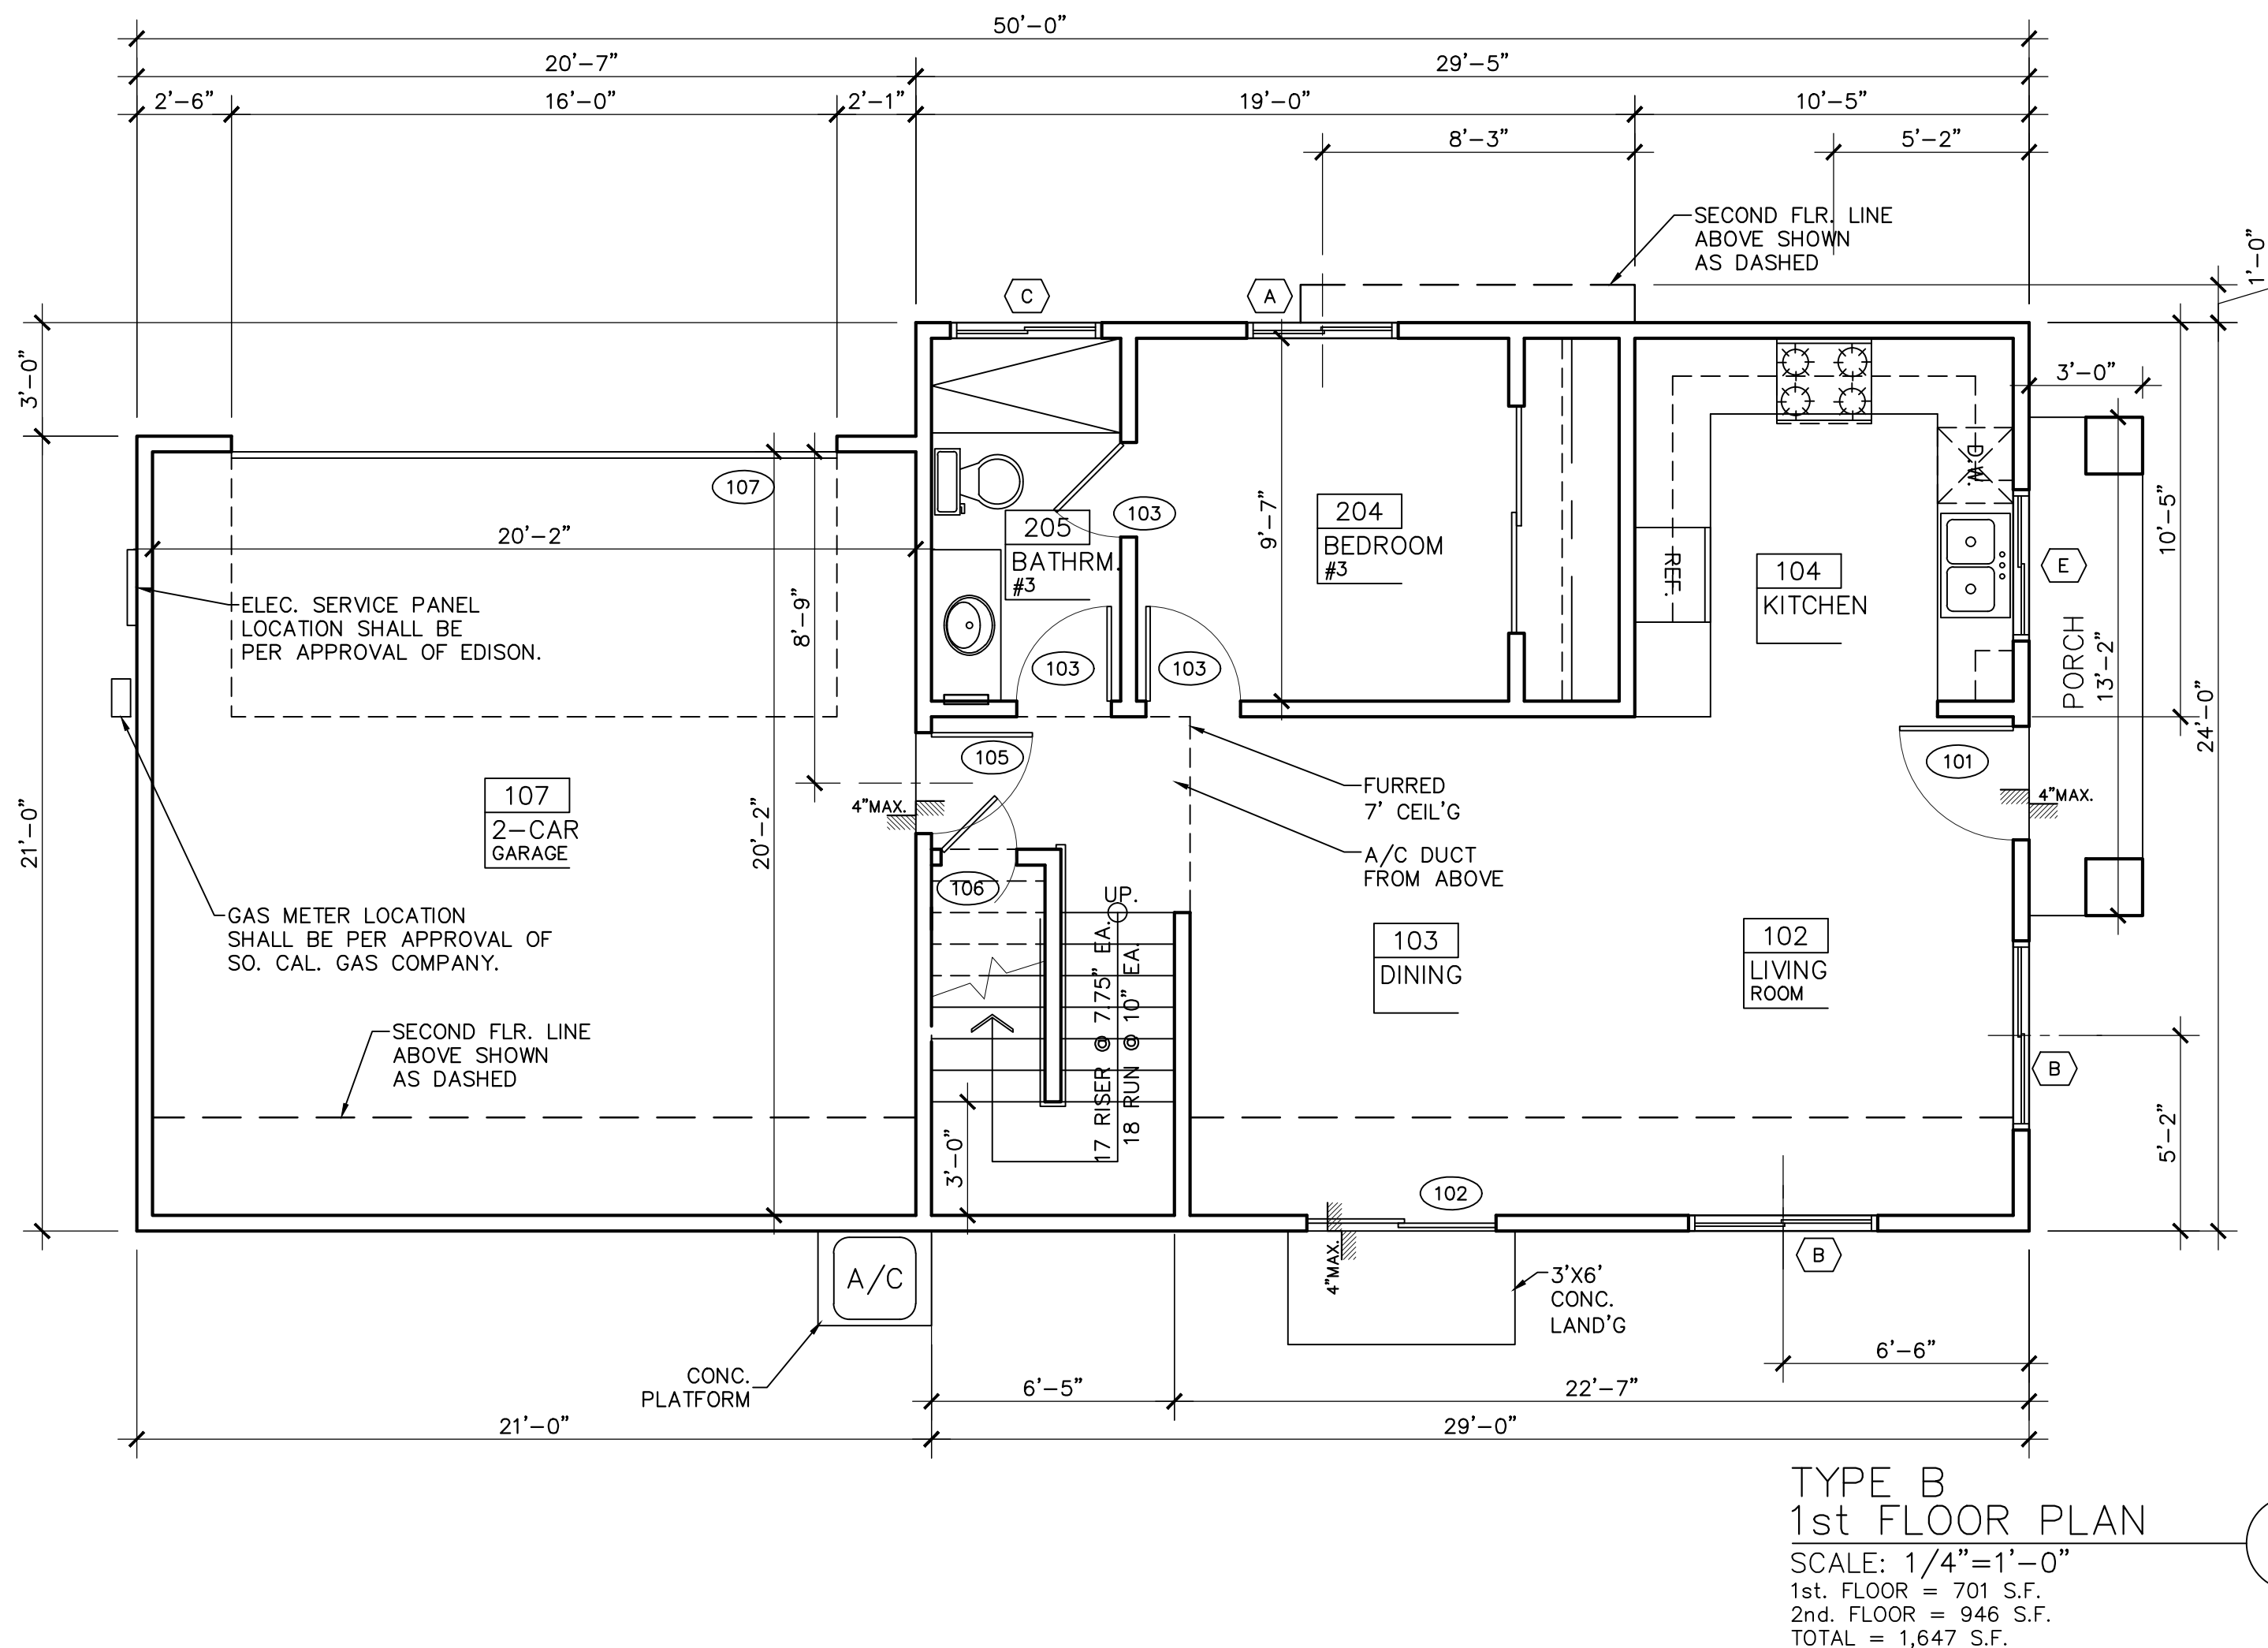 50'-0"
20'-7"
29'-5"
2'-6"
16'-0"
2'-1"
19'-0"
10'-5"
8'-3"
5'-2"
SECOND FLR. LINE
ABOVE SHOWN
AS DASHED
1'-0"
C
A
3'-0"
3'-0"
D.W.
107
103
204
BEDROOM
#3
205
BATHRM.
#3
20'-2"
9'-7"
10'-5"
REF.
104
KITCHEN
E
ELEC. SERVICE PANEL
LOCATION SHALL BE
PER APPROVAL OF EDISON.
8'-9"
103
103
PORCH
13'-2"
24'-0"
105
101
FURRED
7' CEIL'G
4"MAX.
4"MAX.
107
2-CAR
GARAGE
21'-0"
20'-2"
A/C DUCT
FROM ABOVE
106
UP.
GAS METER LOCATION
SHALL BE PER APPROVAL OF
SO. CAL. GAS COMPANY.
103
DINING
102
LIVING
ROOM
17 RISER @ 7.75" EA.
18 RUN @ 10" EA.
SECOND FLR. LINE
ABOVE SHOWN
AS DASHED
B
3'-0"
5'-2"
102
4"MAX.
B
A/C
3'X6'
CONC.
LAND'G
CONC.
PLATFORM
6'-6"
6'-5"
22'-7"
21'-0"
29'-0"
TYPE B
1st FLOOR PLAN
SCALE: 1/4"=1'-0"
1st. FLOOR = 701 S.F.
2nd. FLOOR = 946 S.F.
TOTAL = 1,647 S.F.